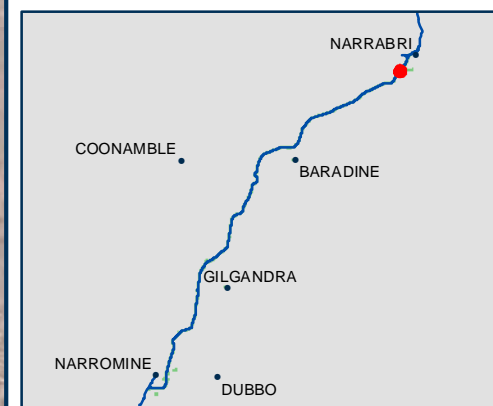 NARRABRI
COONAMBLE
BARADINE
GILGANDRA
NARROMINE
DUBBO